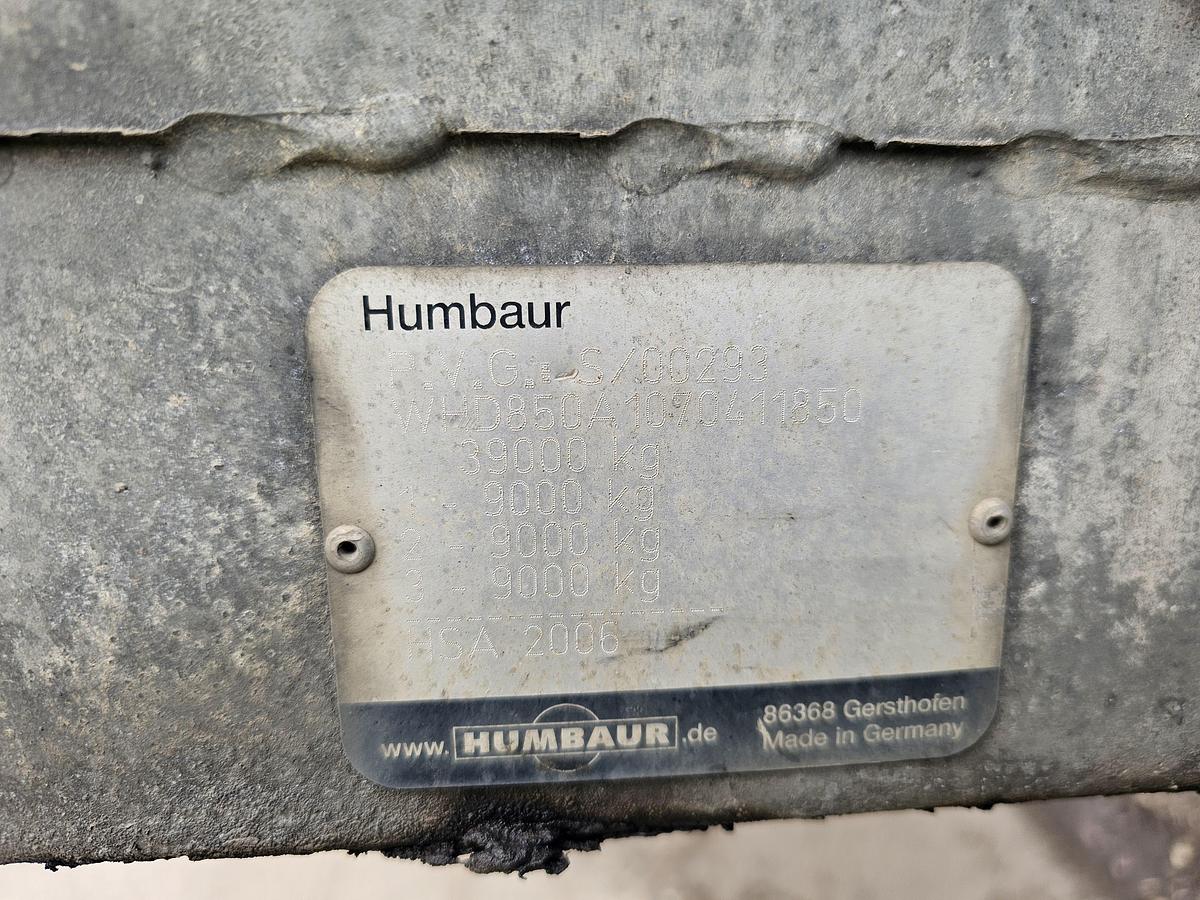 Humbaur
P.V.G.I-S/00293
WHD850A1070411850
39000 kg
1 - 9000 kg
2 - 9000 kg
3 - 9000 kg
HSA 2006
www.HUMBAUR.de
86368 Gersthofen
Made in Germany